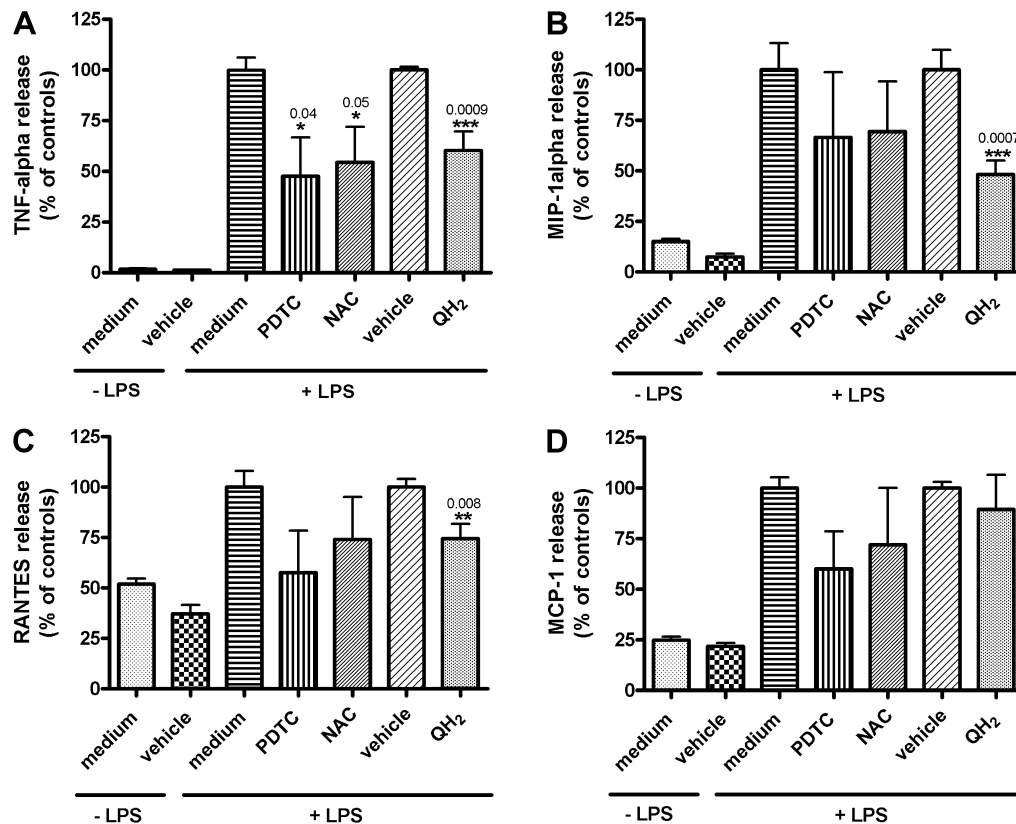 A
TNF-alpha release
(% of controls)
125
100
75
50
25
0
0.04
*
0.05
*
0.0009
***
medium
vehicle
medium
PDTC
NAC
vehicle
QH₂
- LPS
+ LPS
B
MIP-1alpha release
(% of controls)
125
100
75
50
25
0
0.0007
***
medium
vehicle
medium
PDTC
NAC
vehicle
QH₂
- LPS
+ LPS
C
RANTES release
(% of controls)
125
100
75
50
25
0
0.008
**
medium
vehicle
medium
PDTC
NAC
vehicle
QH₂
- LPS
+ LPS
D
MCP-1 release
(% of controls)
125
100
75
50
25
0
medium
vehicle
medium
PDTC
NAC
vehicle
QH₂
- LPS
+ LPS